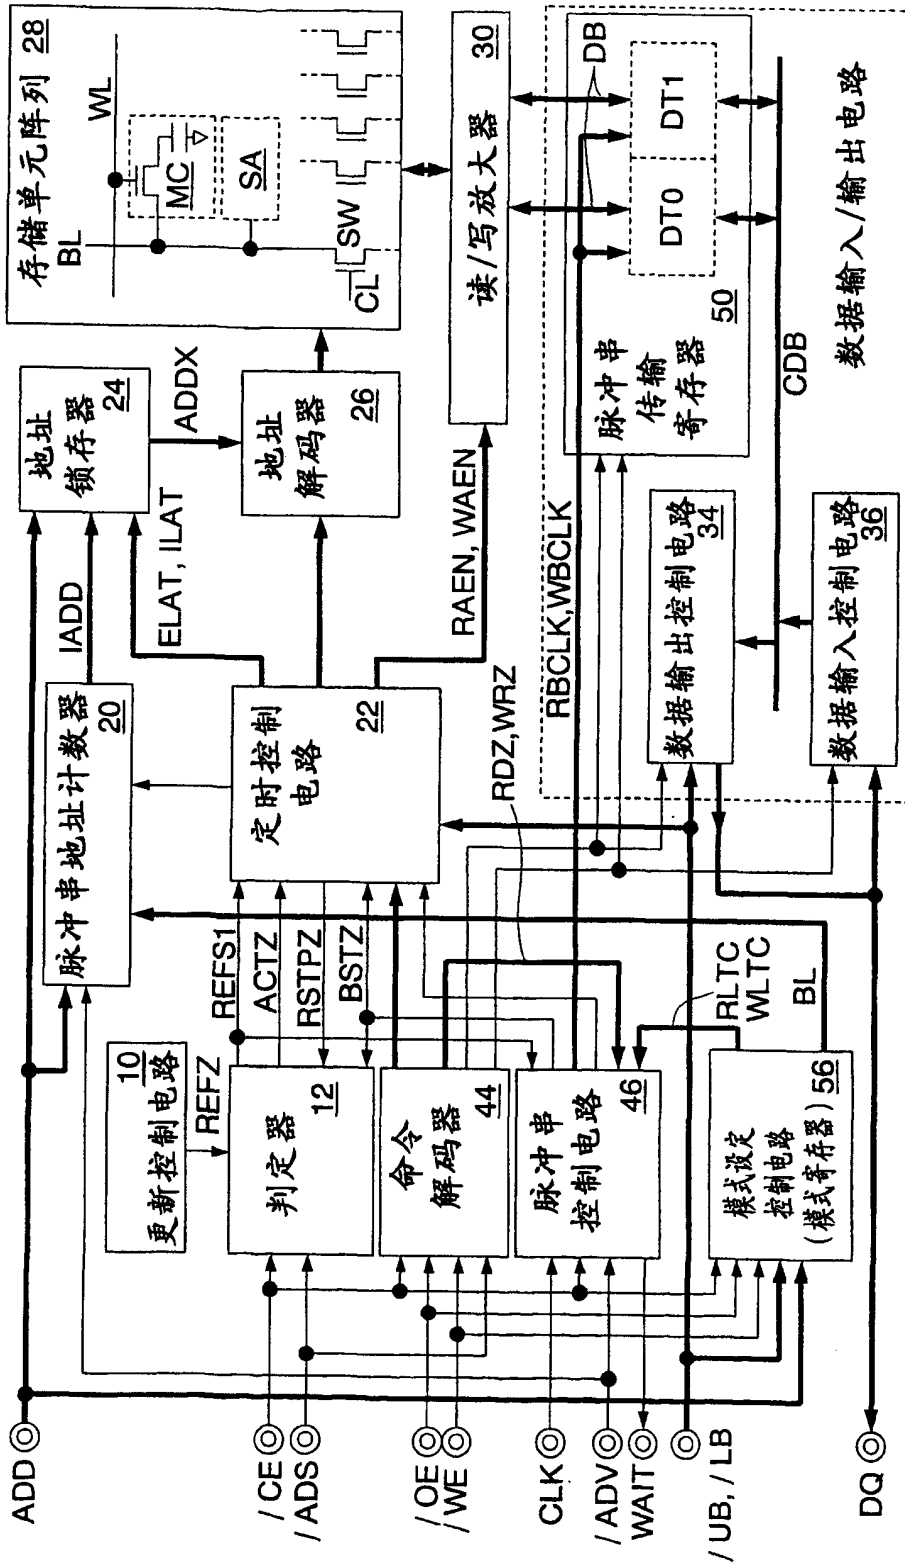 ADD
/ CE
/ ADS
/ OE
/ WE
CLK
/ ADV
WAIT
/ UB, / LB
DQ
更新控制电路
10
REFZ
判定器
12
命令
解码器
44
脉冲串
控制电路
46
模式设定
控制电路
(模式寄存器)
56
REFS1
ACTZ
RSTPZ
BSTZ
RLTC
WLTC
BL
脉冲串地址计数器
20
定时控制
电路
22
RDZ,WRZ
IADD
ELAT, ILAT
RAEN, WAEN
RBCLK,WBCLK
地址
锁存器
24
ADDX
地址
解码器
26
存储单元阵列
28
BL
WL
MC
SA
SW
CL
读/写放大器
30
DB
脉冲串
传输
寄存器
50
DT0
DT1
数据输出控制电路
34
数据输入控制电路
36
CDB
数据输入/输出电路